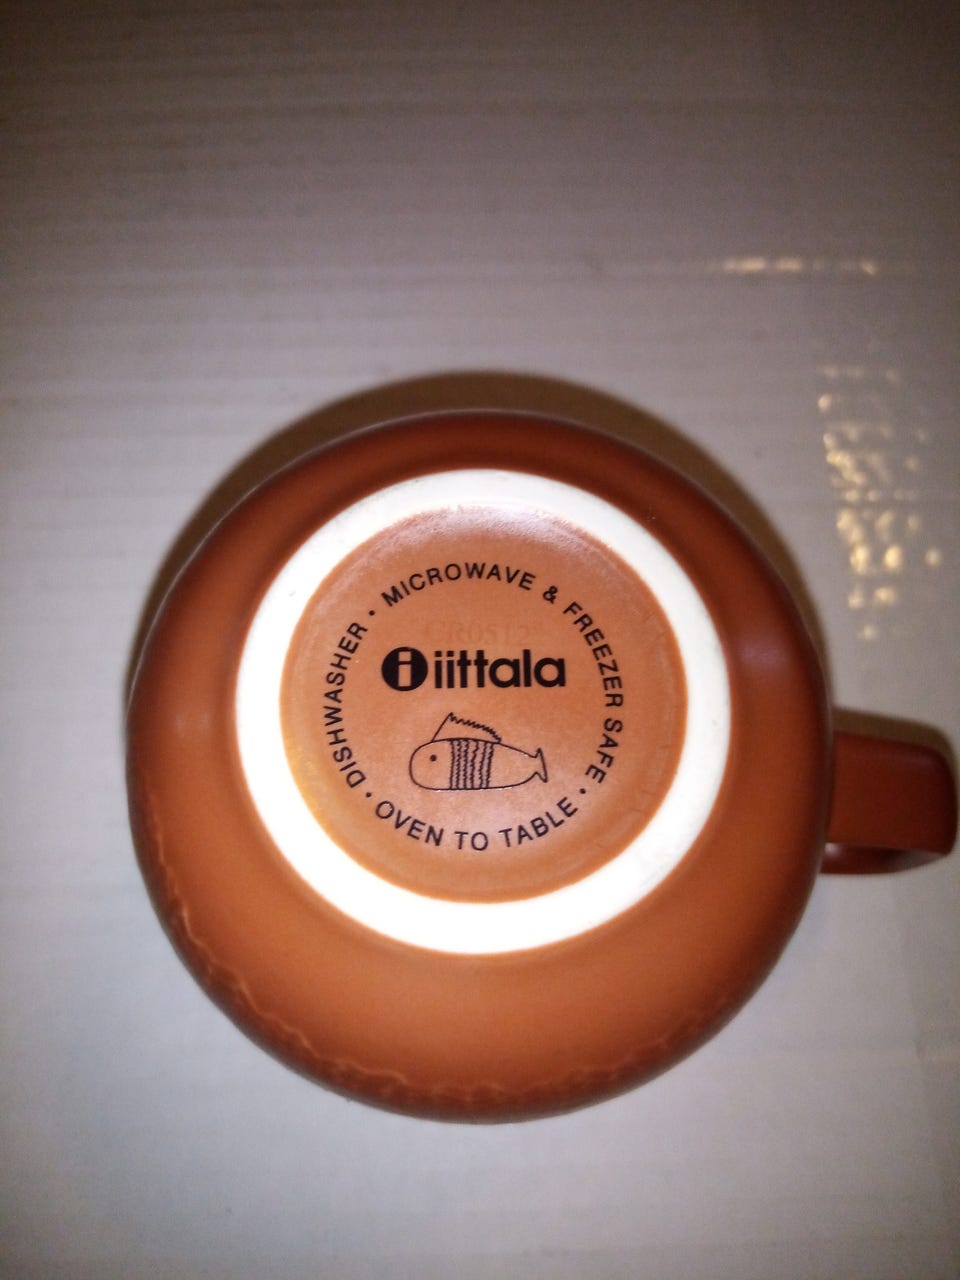 DISHWASHER • MICROWAVE & FREEZER SAFE • OVEN TO TABLE •
i iittala